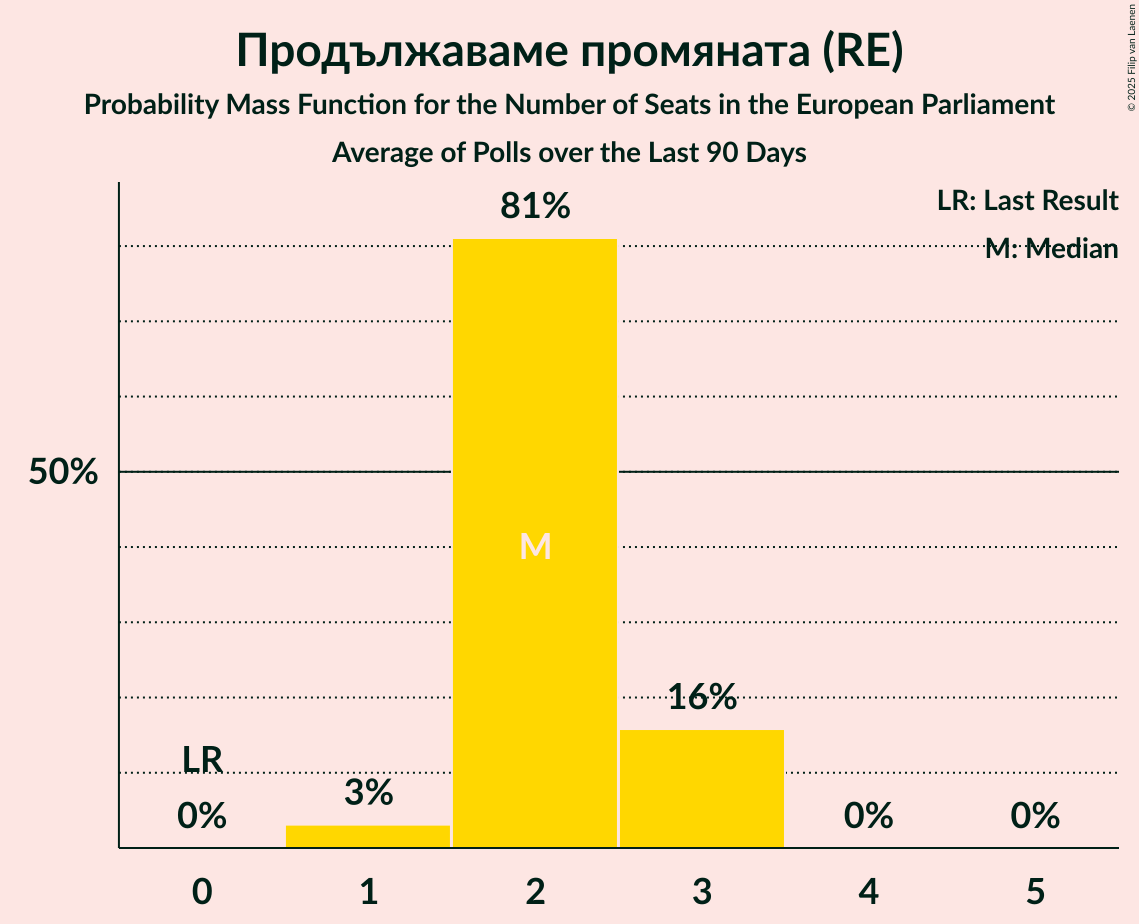 Продължаваме промяната (RE)
Probability Mass Function for the Number of Seats in the European Parliament
Average of Polls over the Last 90 Days
© 2025 Filip van Laenen
LR: Last Result
M: Median
81%
50%
M
16%
LR
3%
0%
0%
0%
0 1 2 3 4 5